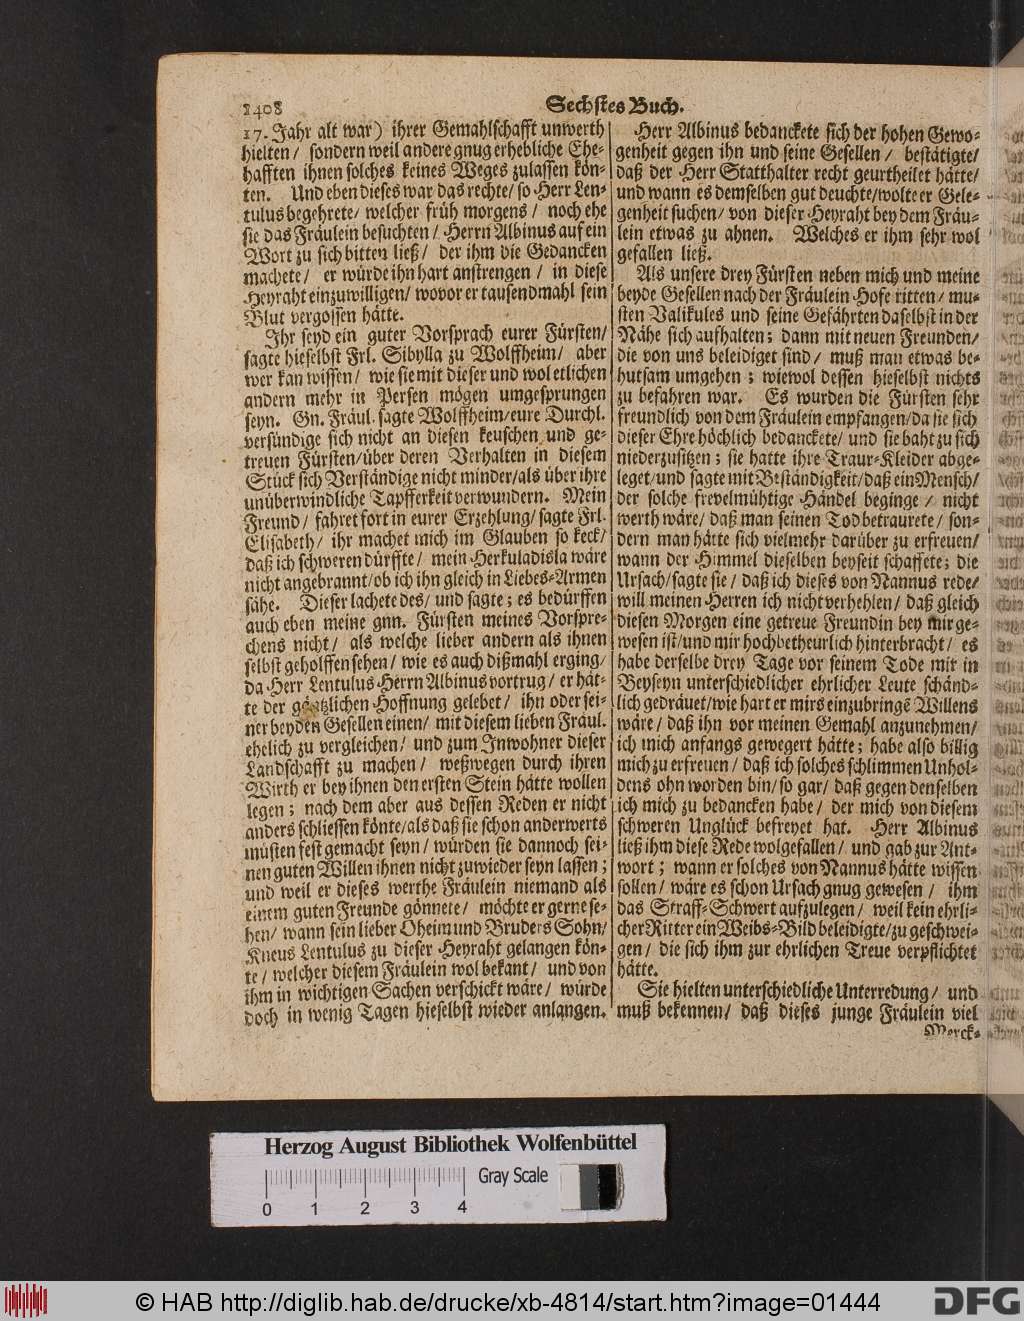 1408
Sechstes Buch.
17. Jahr alt war) ihrer Gemahlschafft unwerth
hielten/ sondern weil andere gnug erhebliche Ehe-
hafften ihnen solches keines Weges zulassen kön-
ten. Und eben dieses war das rechte/ so Herr Len-
tulus begehrete/ welcher früh morgens/ noch ehe
sie das Fräulein besuchten/ Herrn Albinus auf ein
Wort zu sich bitten ließ/ der ihm die Gedancken
machete/ er würde ihn hart anstrengen/ in diese
Heyraht einzuwilligen/ wovor er tausendmahl sein
Blut vergossen hätte.
Ihr seyd ein guter Vorsprach eurer Fürsten/
sagte hieselbst Frl. Sibylla zu Wolffheim/ aber
wer kan wissen/ wie sie mit dieser und wol etlichen
andern mehr in Persen mögen umgesprungen
seyn. Gn. Fräul. sagte Wolffheim/ eure Durchl.
versündige sich nicht an diesen keuschen und ge-
treuen Fürsten/ über deren Verhalten in diesem
Stück sich Verständige nicht minder/ als über ihre
unüberwindliche Tapfferkeit verwundern. Mein
Freund/ fahret fort in eurer Erzehlung/ sagte Frl.
Elisabeth/ ihr machet mich im Glauben so keck/
daß ich schweren dürffte/ mein Herkuladisla wäre
nicht angebrannt/ ob ich ihn gleich in Liebes-Armen
sähe. Dieser lachete des/ und sagte; es bedürffen
auch eben meine gnn. Fürsten meines Vorspre-
chens nicht/ als welche lieber andern als ihnen
selbst geholffen sehen/ wie es auch dißmahl erging/
da Herr Lentulus Herrn Albinus vortrug/ er hät-
te der gäntzlichen Hoffnung gelebet/ ihn oder sei-
ner beyden Gesellen einen/ mit diesem lieben Fräul.
ehelich zu vergleichen/ und zum Inwohner dieser
Landschafft zu machen/ weßwegen durch ihren
Wirth er bey ihnen den ersten Stein hätte wollen
legen; nach dem aber aus dessen Reden er nicht
anders schliessen könte/ als daß sie schon anderwerts
müsten fest gemacht seyn/ würden sie dannoch sei-
nen guten Willen ihnen nicht zuwieder seyn lassen;
und weil er dieses werthe Fräulein niemand als
einem guten Freunde gönnete/ möchte er gerne se-
hen/ wann sein lieber Oheim und Bruders Sohn/
Kneus Lentulus zu dieser Heyraht gelangen kön-
te/ welcher diesem Fräulein wol bekant/ und von
ihm in wichtigen Sachen verschickt wäre/ würde
doch in wenig Tagen hieselbst wieder anlangen.
Herr Albinus bedanckete sich der hohen Gewo-
genheit gegen ihn und seine Gesellen/ bestätigte/
daß der Herr Statthalter recht geurtheilet hätte/
und wann es demselben gut deuchte/ wolte er Gele-
genheit suchen/ von dieser Heyraht bey dem Fräu-
lein etwas zu ahnen. Welches er ihm sehr wol
gefallen ließ.
Als unsere drey Fürsten neben mich und meine
beyde Gesellen nach der Fräulein Hofe ritten/ mu-
sten Valikules und seine Gefährten daselbst in der
Nähe sich aufhalten; dann mit neuen Freunden/
die von uns beleidiget sind/ muß man etwas be-
hutsam umgehen; wiewol dessen hieselbst nichts
zu befahren war. Es wurden die Fürsten sehr
freundlich von dem Fräulein empfangen/ da sie sich
dieser Ehre höchlich bedanckete/ und sie baht zu sich
niederzusitzen; sie hatte ihre Traur-Kleider abge-
leget/ und sagte mit Beständigkeit/ daß ein Mensch/
der solche frevelmühtige Händel beginge/ nicht
werth wäre/ daß man seinen Tod betraurete/ son-
dern man hätte sich vielmehr darüber zu erfreuen/
wann der Himmel dieselben beyseit schaffete; die
Ursach/ sagte sie/ daß ich dieses von Nannus rede/
will meinen Herren ich nicht verhehlen/ daß gleich
diesen Morgen eine getreue Freundin bey mir ge-
wesen ist/ und mir hochbetheurlich hinterbracht/ es
habe derselbe drey Tage vor seinem Tode mit in
Beyseyn unterschiedlicher ehrlicher Leute schänd-
lich gedräuet/ wie hart er mirs einzubringē Willens
wäre/ daß ihn vor meinen Gemahl anzunehmen/
ich mich anfangs gewegert hätte; habe also billig
mich zu erfreuen/ daß ich solches schlimmen Unhol-
dens ohn worden bin/ so gar/ daß gegen denselben
ich mich zu bedancken habe/ der mich von diesem
schweren Unglück befreyet hat. Herr Albinus
ließ ihm diese Rede wolgefallen/ und gab zur Ant-
wort; wann er solches von Nannus hätte wissen
sollen/ wäre es schon Ursach gnug gewesen/ ihm
das Straff-Schwert aufzulegen/ weil kein ehrli-
cher Ritter ein Weibs-Bild beleidigte/ zu geschwei-
gen/ die sich ihm zur ehrlichen Treue verpflichtet
hätte.
Sie hielten unterschiedliche Unterredung/ und
muß bekennen/ daß dieses junge Fräulein viel
Merck-
Herzog August Bibliothek Wolfenbüttel
Gray Scale
0 1 2 3 4
© HAB http://diglib.hab.de/drucke/xb-4814/start.htm?image=01444
DFG